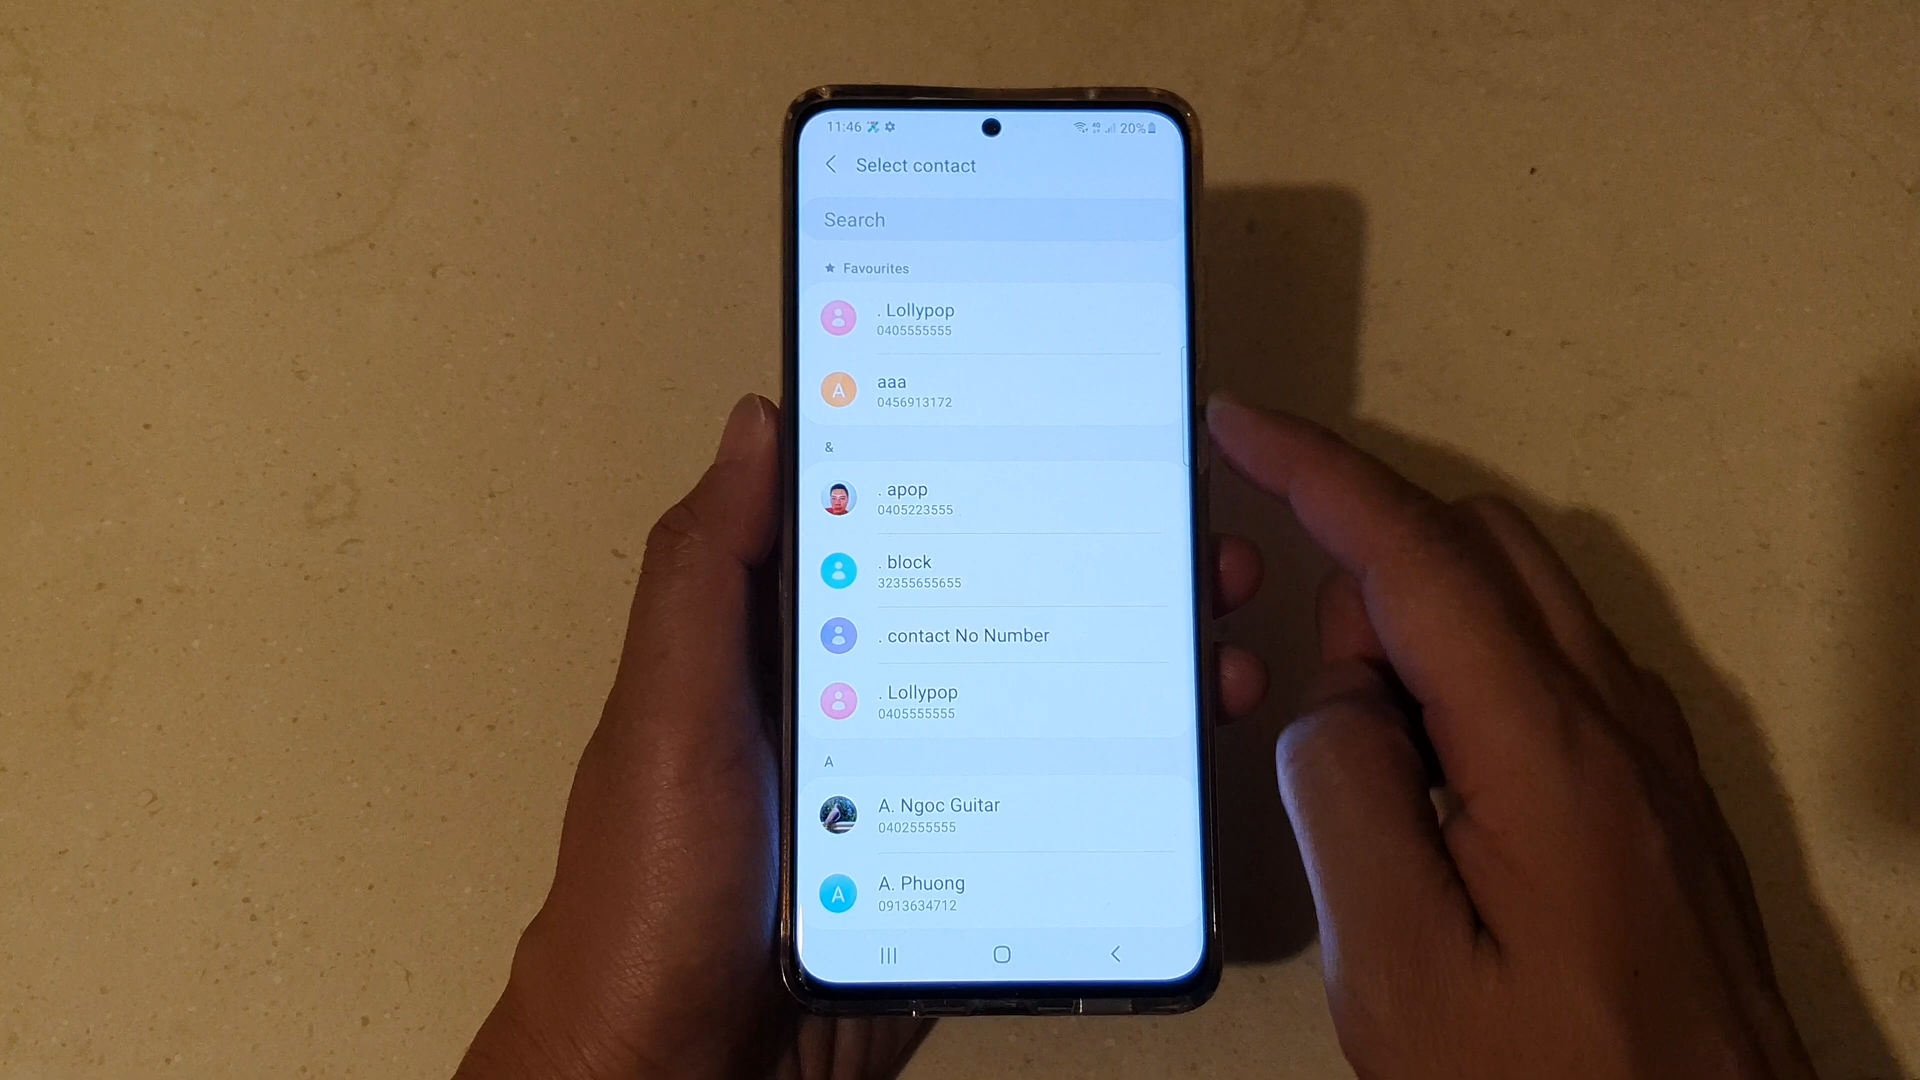 11:46 20%
Select contact
Search
Favourites
. Lollypop
0405555555
A
aaa
0456913172
&
. apop
0405223555
. block
32355655655
. contact No Number
. Lollypop
0405555555
A
A. Ngoc Guitar
0402555555
A
A. Phuong
0913634712